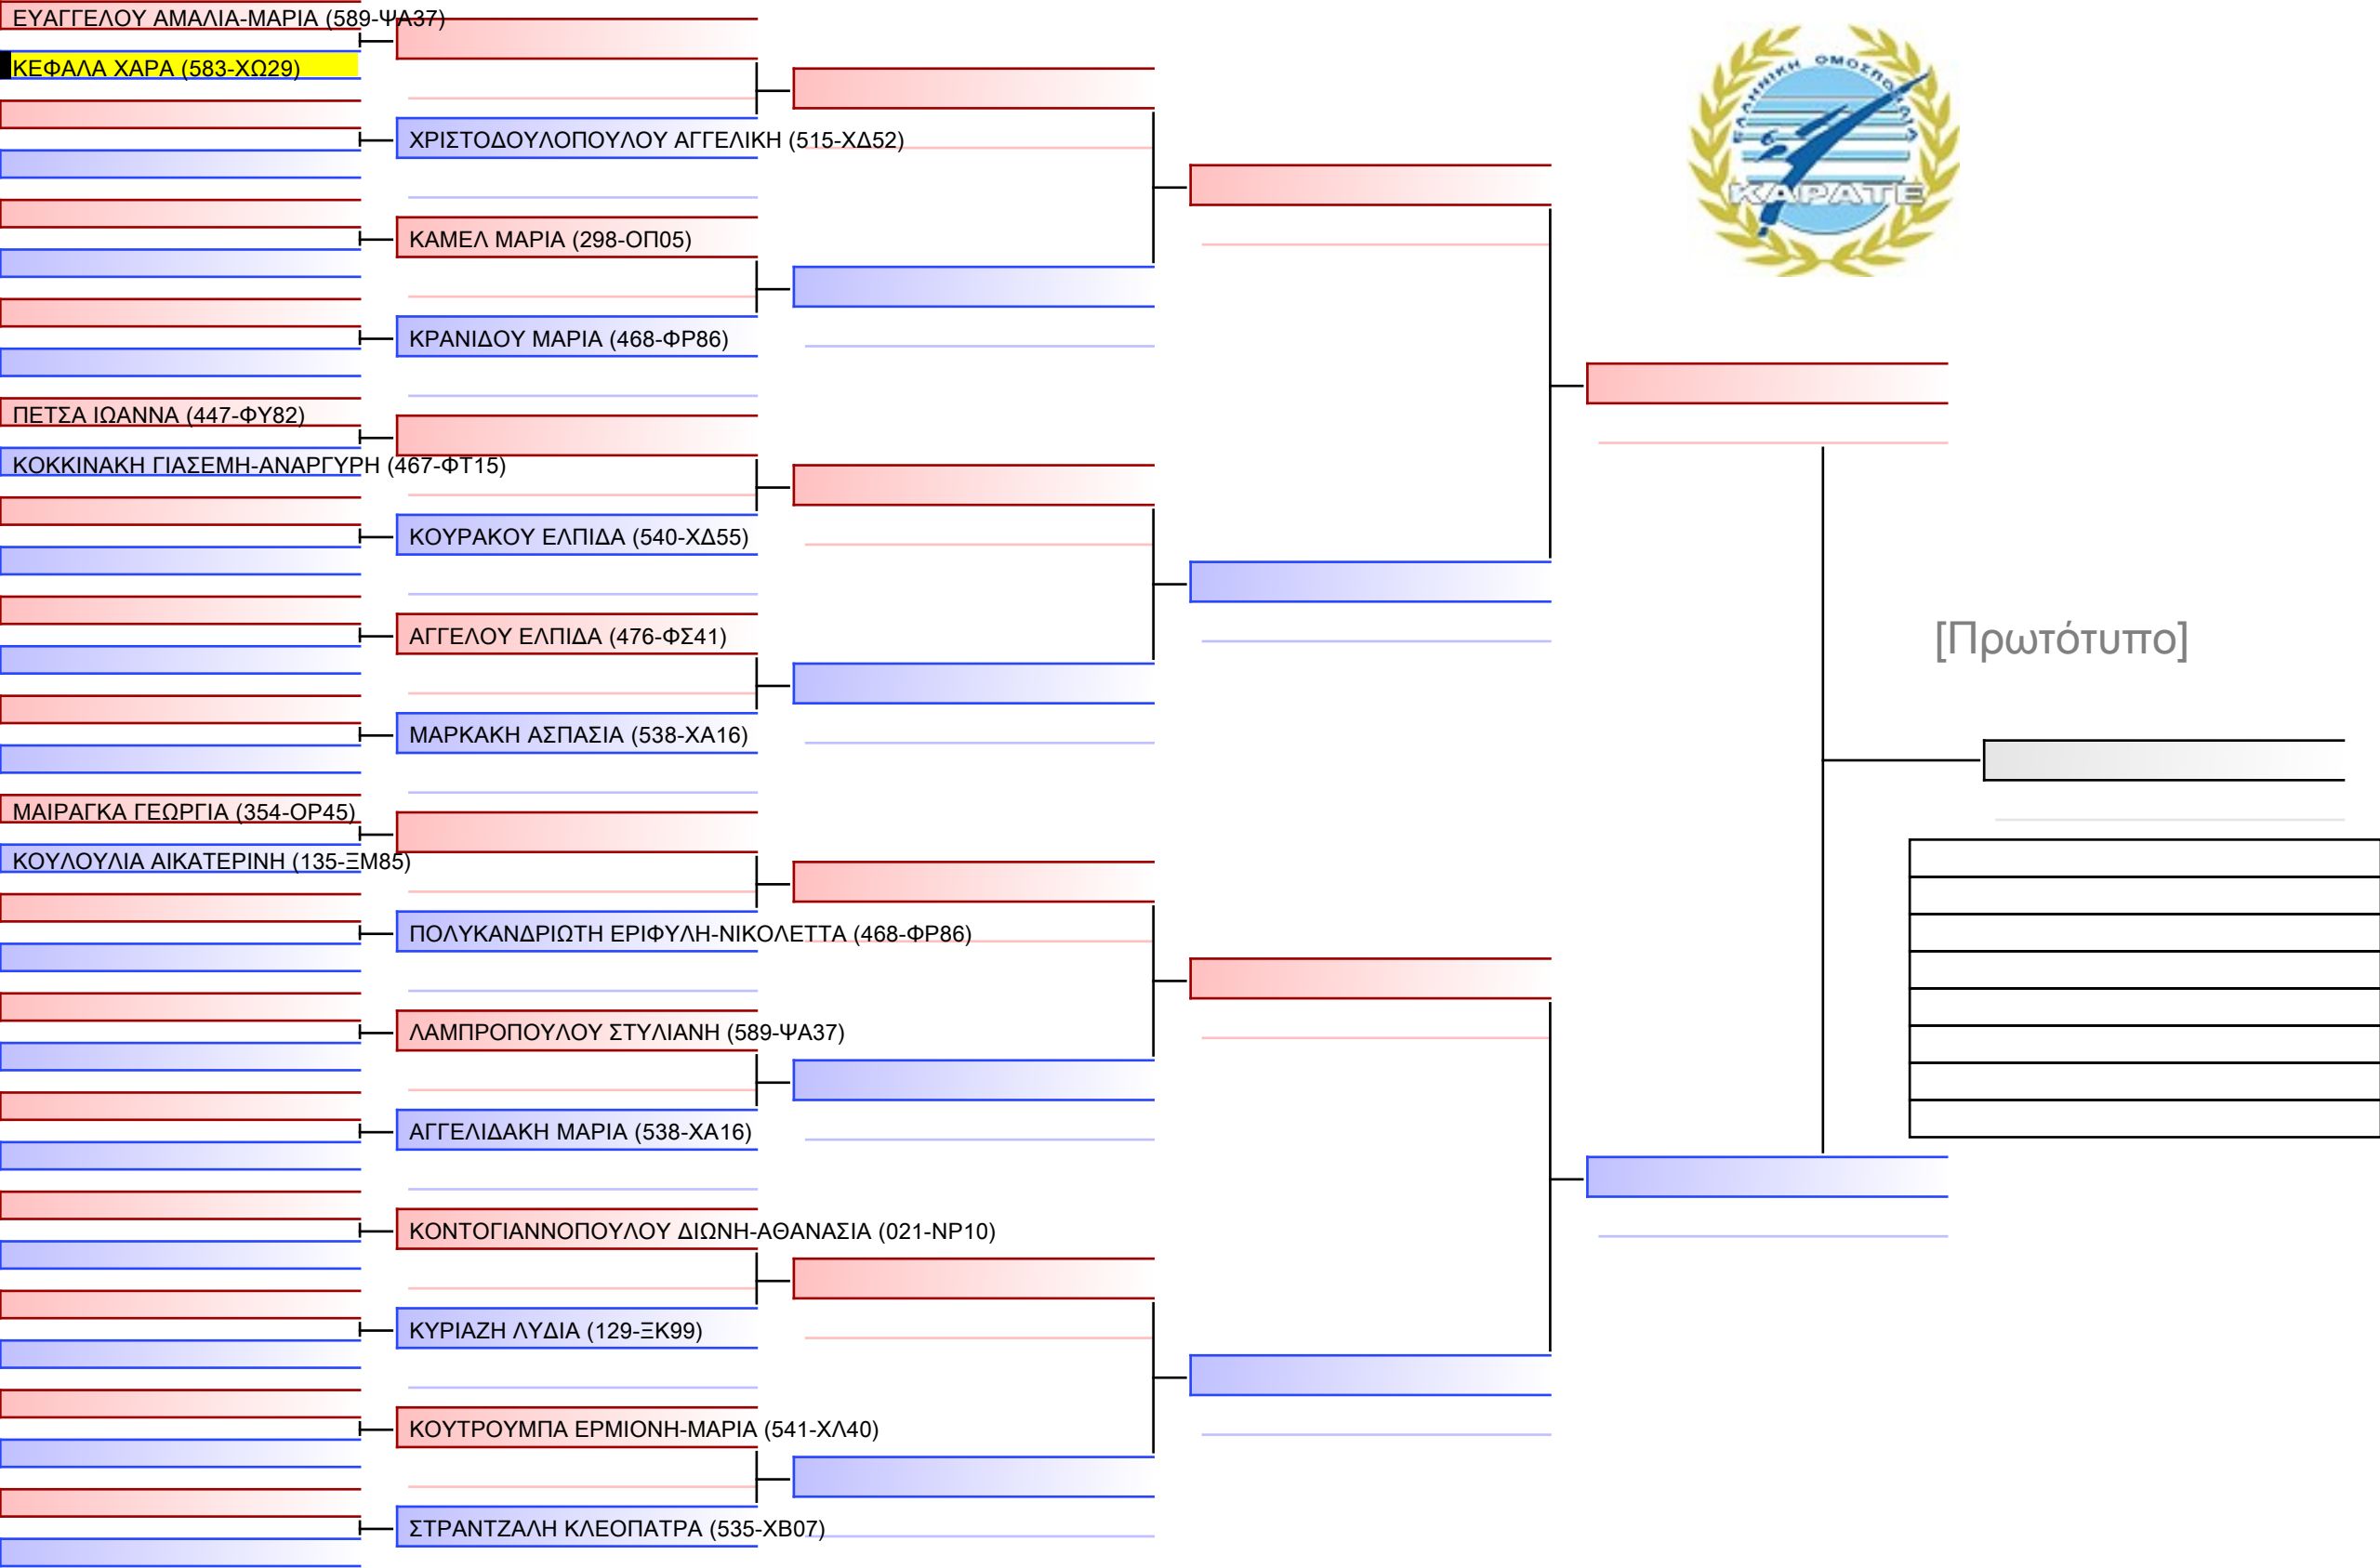 ΕΥΑΓΓΕΛΟΥ ΑΜΑΛΙΑ-ΜΑΡΙΑ (589-ΨΑ37)
ΚΕΦΑΛΑ ΧΑΡΑ (583-ΧΩ29)
ΕΛΛΗΝΙΚΗ ΟΜΟΣΠΟΝΔΙΑ
ΚΑΡΑΤΕ
ΧΡΙΣΤΟΔΟΥΛΟΠΟΥΛΟΥ ΑΓΓΕΛΙΚΗ (515-ΧΔ52)
ΚΑΜΕΛ ΜΑΡΙΑ (298-ΟΠ05)
ΚΡΑΝΙΔΟΥ ΜΑΡΙΑ (468-ΦΡ86)
ΠΕΤΣΑ ΙΩΑΝΝΑ (447-ΦΥ82)
ΚΟΚΚΙΝΑΚΗ ΓΙΑΣΕΜΗ-ΑΝΑΡΓΥΡΗ (467-ΦΤ15)
ΚΟΥΡΑΚΟΥ ΕΛΠΙΔΑ (540-ΧΔ55)
ΑΓΓΕΛΟΥ ΕΛΠΙΔΑ (476-ΦΣ41)
[Πρωτότυπο]
ΜΑΡΚΑΚΗ ΑΣΠΑΣΙΑ (538-ΧΑ16)
ΜΑΙΡΑΓΚΑ ΓΕΩΡΓΙΑ (354-ΟΡ45)
ΚΟΥΛΟΥΛΙΑ ΑΙΚΑΤΕΡΙΝΗ (135-ΞΜ85)
ΠΟΛΥΚΑΝΔΡΙΩΤΗ ΕΡΙΦΥΛΗ-ΝΙΚΟΛΕΤΤΑ (468-ΦΡ86)
ΛΑΜΠΡΟΠΟΥΛΟΥ ΣΤΥΛΙΑΝΗ (589-ΨΑ37)
ΑΓΓΕΛΙΔΑΚΗ ΜΑΡΙΑ (538-ΧΑ16)
ΚΟΝΤΟΓΙΑΝΝΟΠΟΥΛΟΥ ΔΙΩΝΗ-ΑΘΑΝΑΣΙΑ (021-ΝΡ10)
ΚΥΡΙΑΖΗ ΛΥΔΙΑ (129-ΞΚ99)
ΚΟΥΤΡΟΥΜΠΑ ΕΡΜΙΟΝΗ-ΜΑΡΙΑ (541-ΧΛ40)
ΣΤΡΑΝΤΖΑΛΗ ΚΛΕΟΠΑΤΡΑ (535-ΧΒ07)